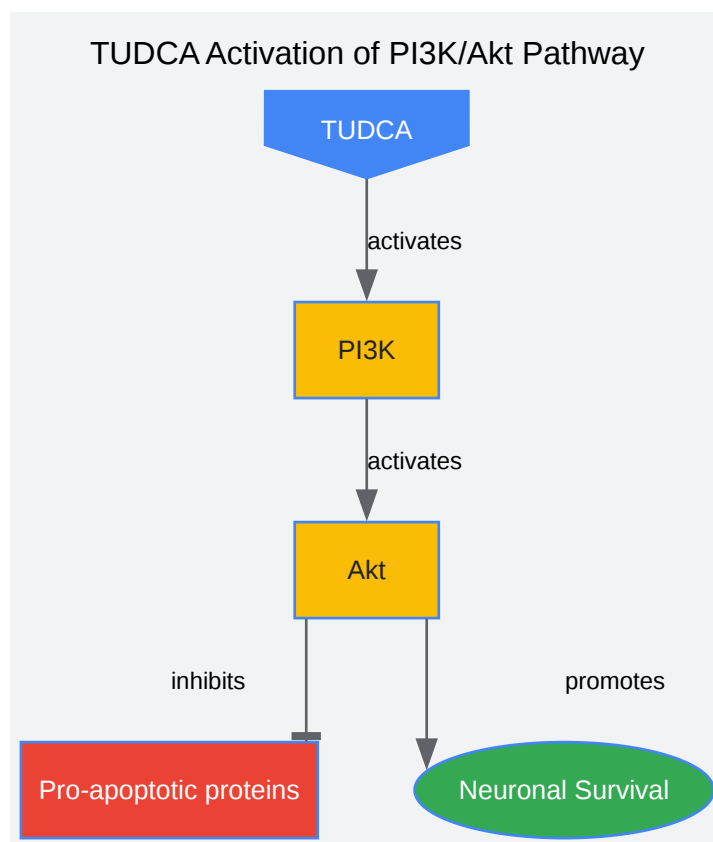 TUDCA Activation of PI3K/Akt Pathway
TUDCA
activates
PI3K
activates
Akt
inhibits
promotes
Pro-apoptotic proteins
Neuronal Survival